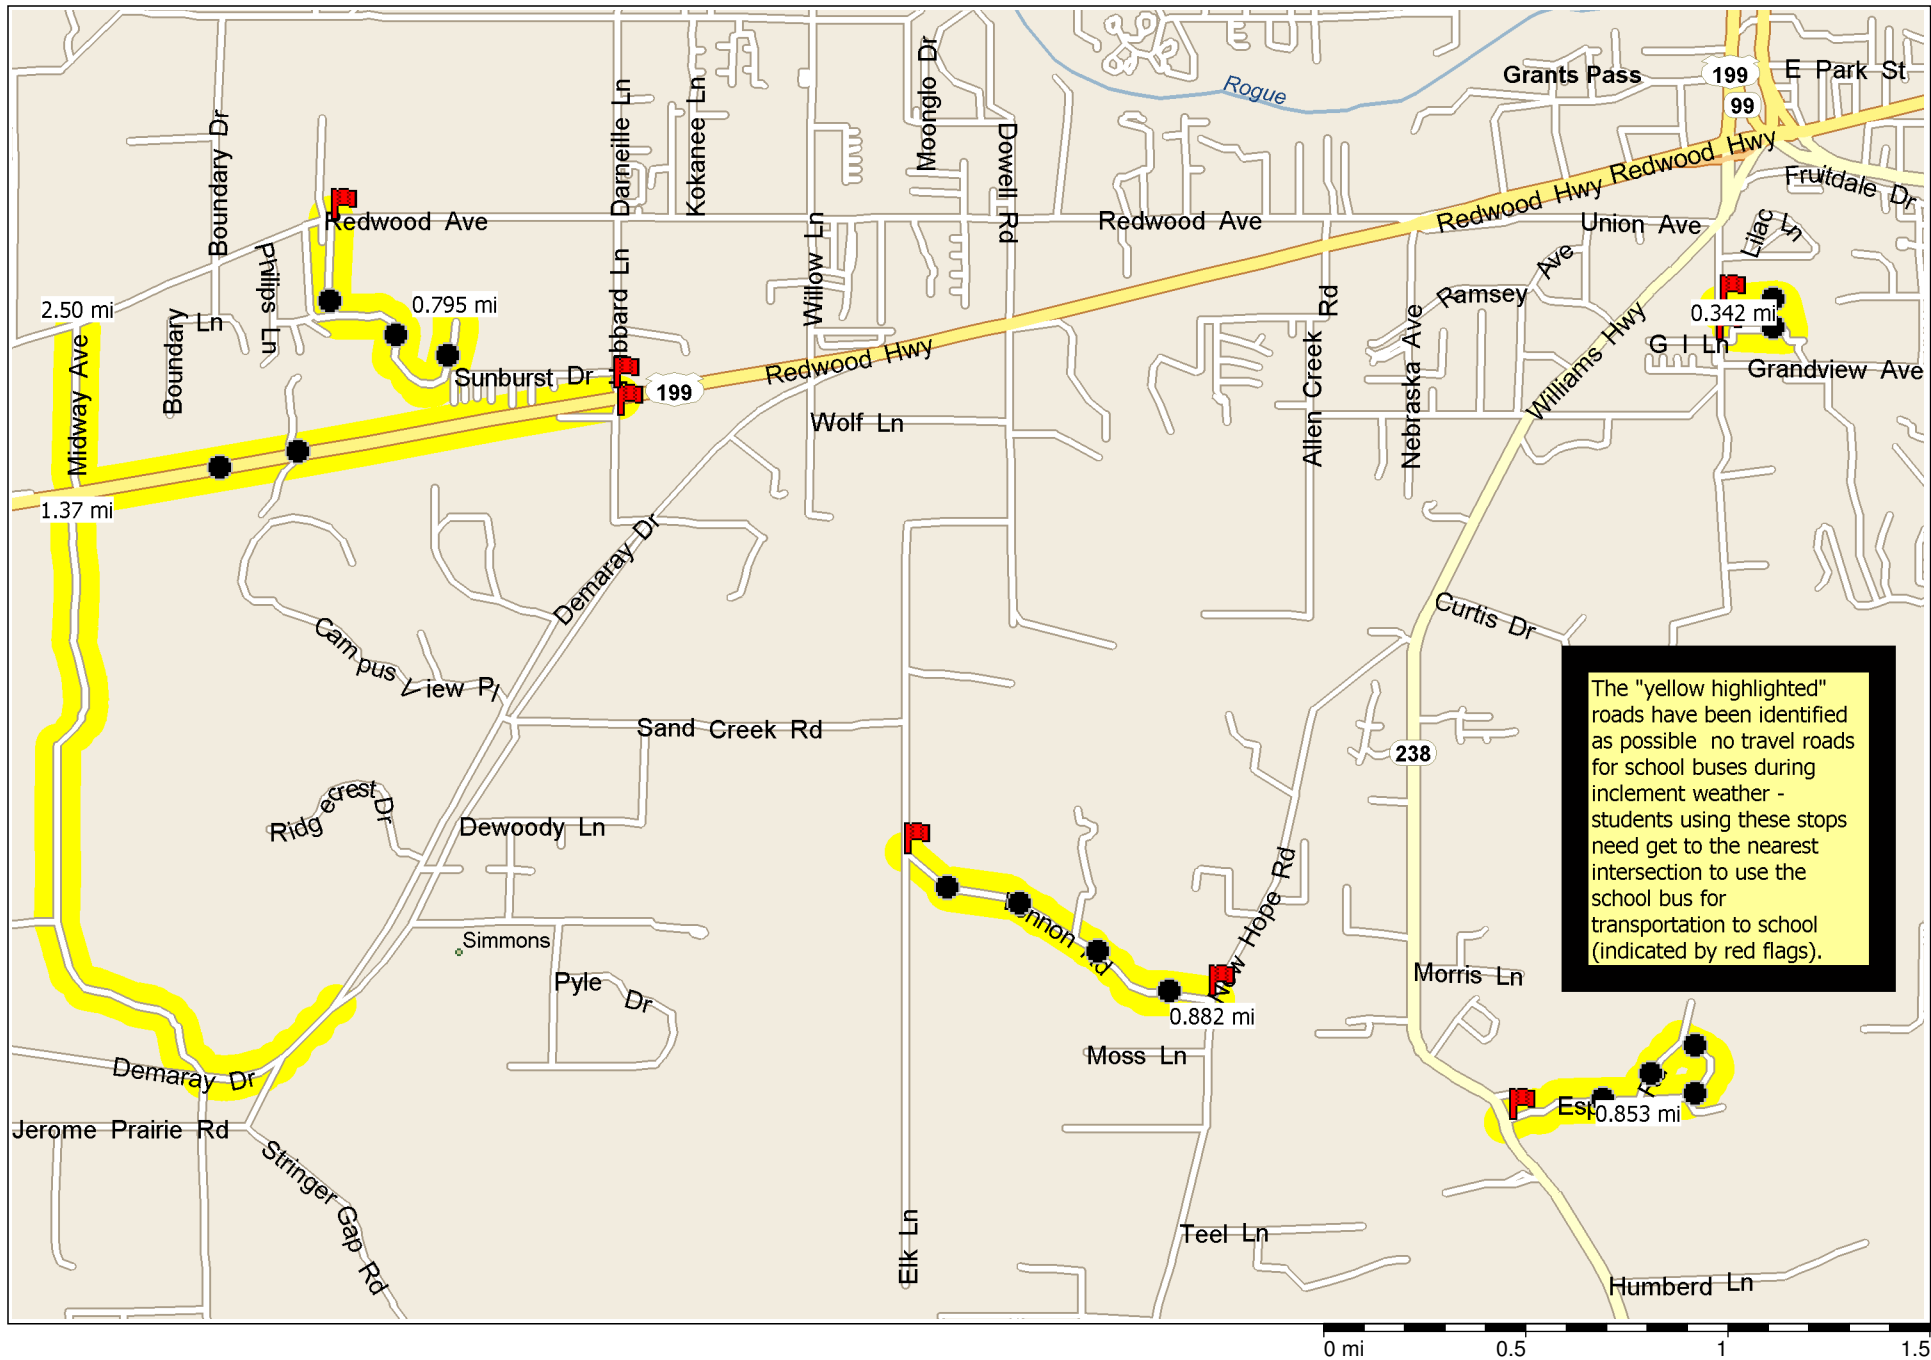 Rogue
Grants Pass
199
E Park St
99
Boundary Dr
Darneille Ln
Kokanee Ln
Moonglo Dr
Dowell Rd
Redwood Hwy
Redwood Hwy
Fruitdale Dr
Redwood Ave
Redwood Ave
Union Ave
Lilac Ln
Philips Ln
Willow Ln
Ave
Ramsey
2.50 mi
0.795 mi
0.342 mi
Boundary Ln
Midway Ave
Allen Creek Rd
Nebraska Ave
Williams Hwy
G I Ln
Grandview Ave
Sunburst Dr
199
Redwood Hwy
Wolf Ln
1.37 mi
Demaray Dr
Curtis Dr
Campus View Pl
Sand Creek Rd
238
The "yellow highlighted"
roads have been identified
as possible no travel roads
for school buses during
inclement weather -
students using these stops
need get to the nearest
intersection to use the
school bus for
transportation to school
(indicated by red flags).
Ridgecrest Dr
Dewoody Ln
New Hope Rd
Simmons
Pyle Dr
Rd
Morris Ln
0.882 mi
Moss Ln
Demaray Dr
0.853 mi
Jerome Prairie Rd
Stringer Gap Rd
Elk Ln
Teel Ln
Humberd Ln
0 mi 0.5 1 1.5